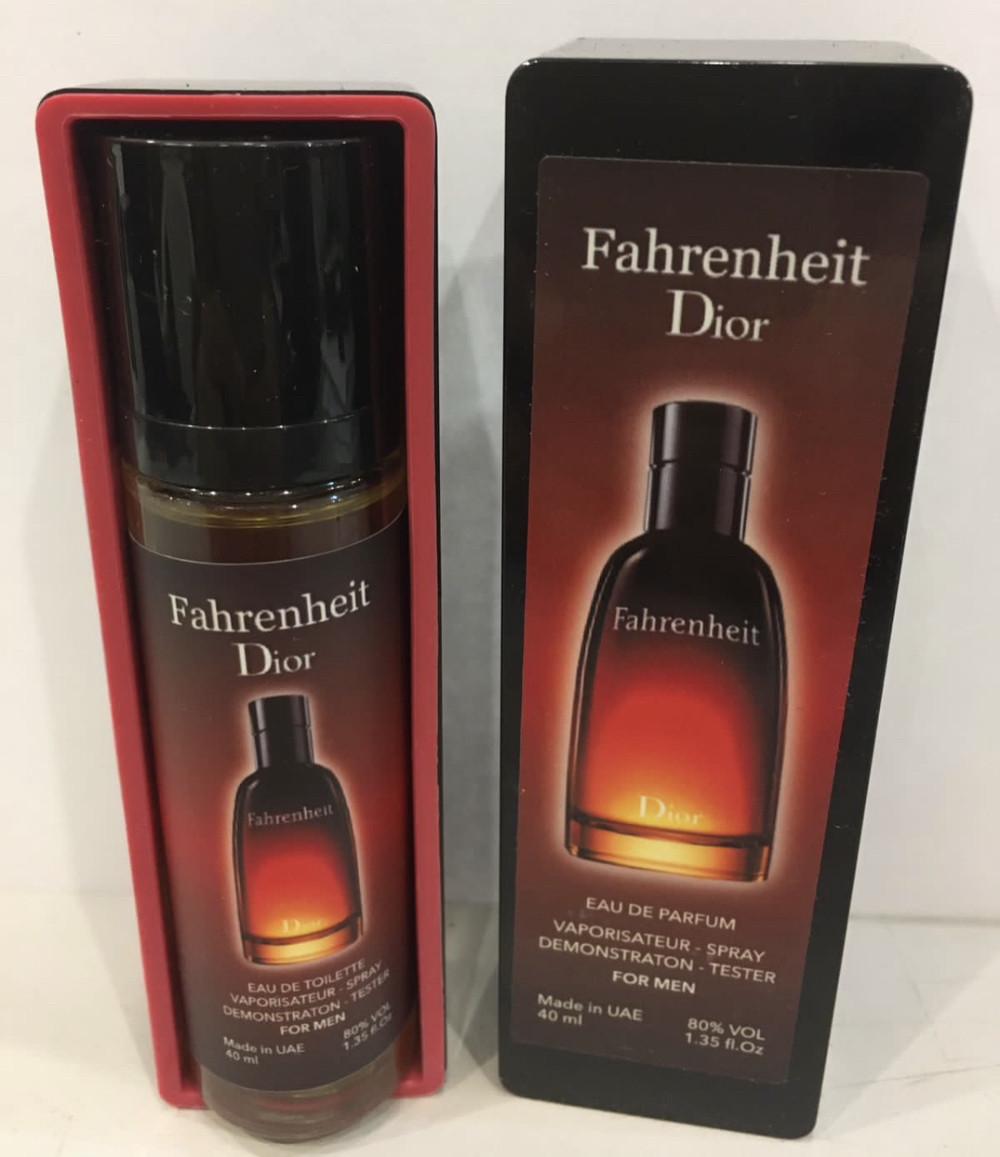 Fahrenheit
Dior
Fahrenheit
Dior
EAU DE TOILETTE
VAPORISATEUR - SPRAY
DEMONSTRATON - TESTER
FOR MEN
Made in UAE 80% VOL
40 ml 1.35 fl.Oz
Fahrenheit
Dior
Fahrenheit
Dior
EAU DE PARFUM
VAPORISATEUR - SPRAY
DEMONSTRATON - TESTER
FOR MEN
Made in UAE 80% VOL
40 ml 1.35 fl.Oz